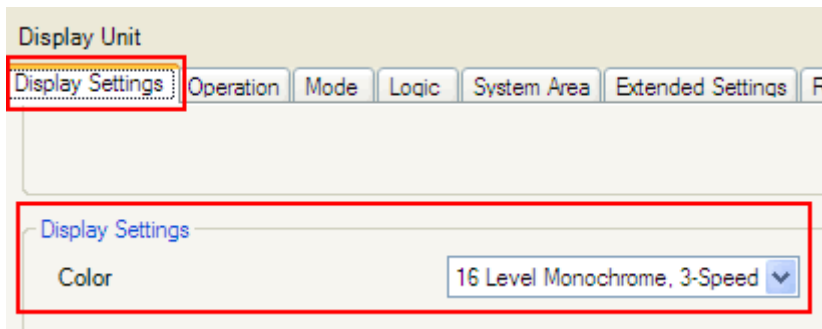 Display Unit
Display Settings Operation Mode Logic System Area Extended Settings
Display Settings
Color 16 Level Monochrome, 3-Speed